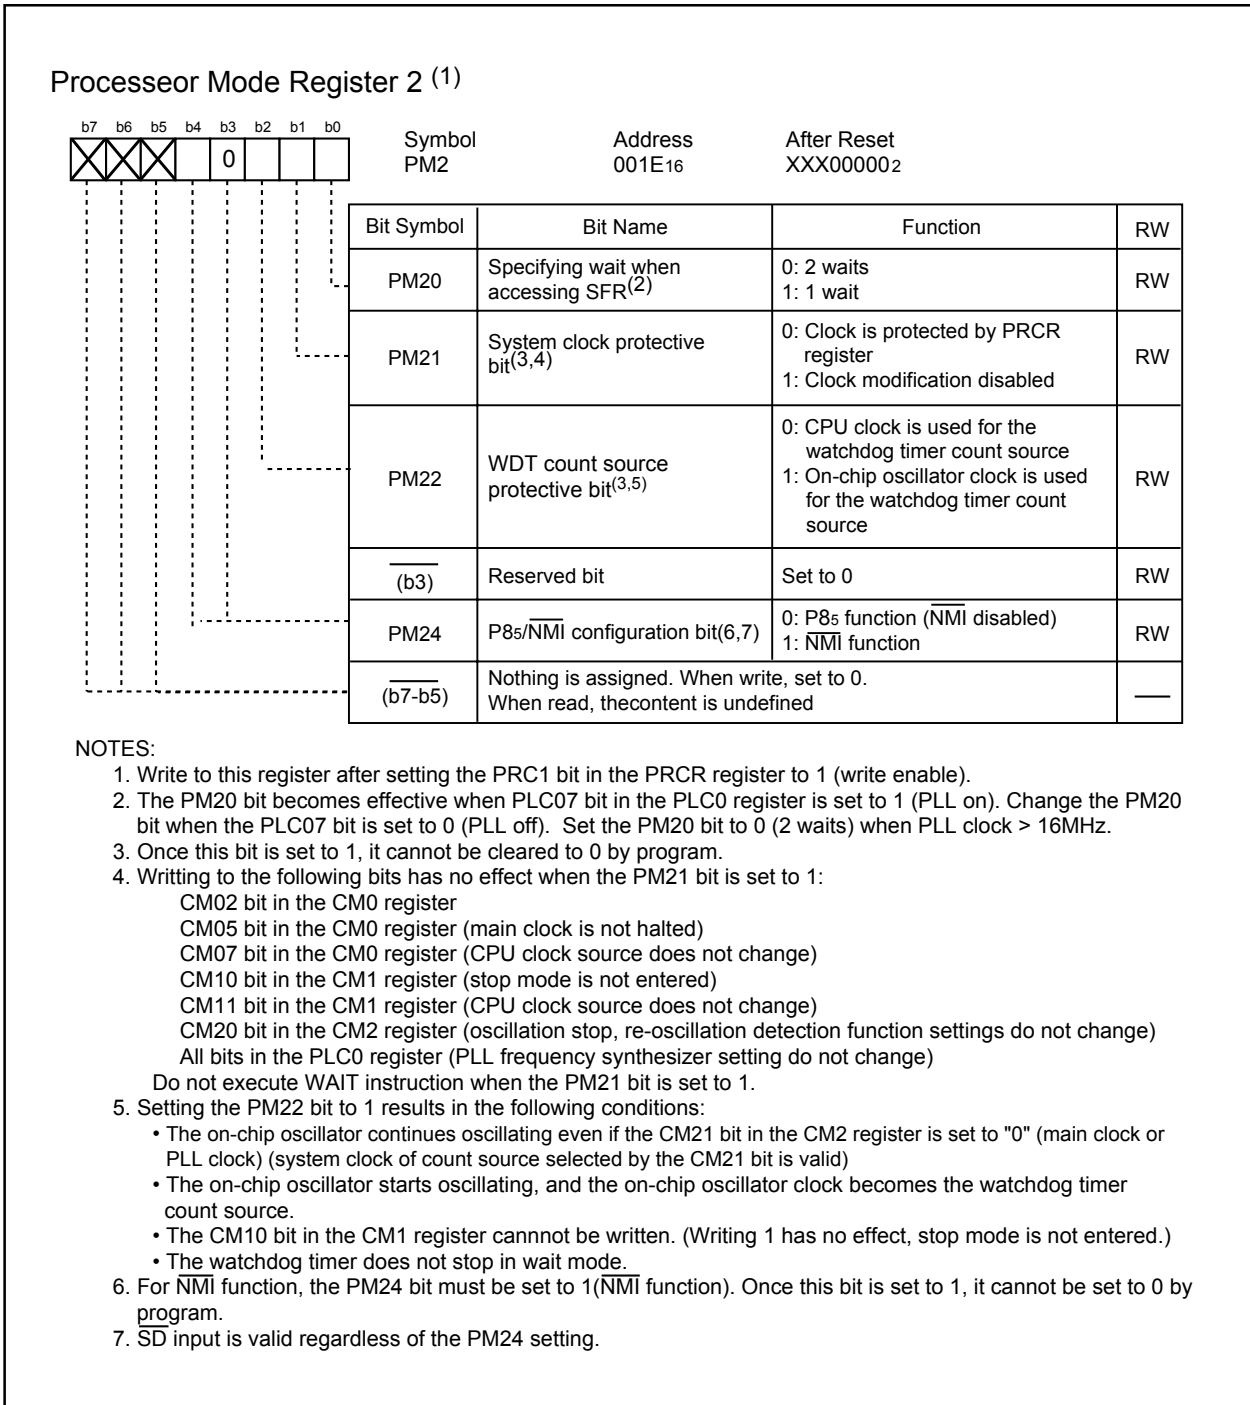 Processeor Mode Register 2 (1)
b7 b6 b5 b4 b3 b2 b1 b0
0
Symbol Address After Reset
PM2 001E16 XXX000002
Bit Symbol Bit Name Function RW
PM20 Specifying wait when accessing SFR(2) 0: 2 waits RW
1: 1 wait
PM21 System clock protective bit(3,4) 0: Clock is protected by PRCR register RW
1: Clock modification disabled
PM22 WDT count source protective bit(3,5) 0: CPU clock is used for the watchdog timer count source RW
1: On-chip oscillator clock is used for the watchdog timer count source
(b3) Reserved bit Set to 0 RW
PM24 P85/NMI configuration bit(6,7) 0: P85 function (NMI disabled) RW
1: NMI function
(b7-b5) Nothing is assigned. When write, set to 0.
When read, thecontent is undefined
NOTES:
1. Write to this register after setting the PRC1 bit in the PRCR register to 1 (write enable).
2. The PM20 bit becomes effective when PLC07 bit in the PLC0 register is set to 1 (PLL on). Change the PM20
bit when the PLC07 bit is set to 0 (PLL off). Set the PM20 bit to 0 (2 waits) when PLL clock > 16MHz.
3. Once this bit is set to 1, it cannot be cleared to 0 by program.
4. Writting to the following bits has no effect when the PM21 bit is set to 1:
CM02 bit in the CM0 register
CM05 bit in the CM0 register (main clock is not halted)
CM07 bit in the CM0 register (CPU clock source does not change)
CM10 bit in the CM1 register (stop mode is not entered)
CM11 bit in the CM1 register (CPU clock source does not change)
CM20 bit in the CM2 register (oscillation stop, re-oscillation detection function settings do not change)
All bits in the PLC0 register (PLL frequency synthesizer setting do not change)
Do not execute WAIT instruction when the PM21 bit is set to 1.
5. Setting the PM22 bit to 1 results in the following conditions:
• The on-chip oscillator continues oscillating even if the CM21 bit in the CM2 register is set to "0" (main clock or
PLL clock) (system clock of count source selected by the CM21 bit is valid)
• The on-chip oscillator starts oscillating, and the on-chip oscillator clock becomes the watchdog timer
count source.
• The CM10 bit in the CM1 register cannnot be written. (Writing 1 has no effect, stop mode is not entered.)
• The watchdog timer does not stop in wait mode.
6. For NMI function, the PM24 bit must be set to 1(NMI function). Once this bit is set to 1, it cannot be set to 0 by
program.
7. SD input is valid regardless of the PM24 setting.